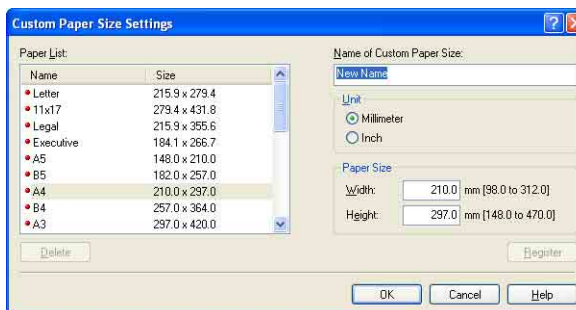 Custom Paper Size Settings
Paper List:
Name Size
Letter 215.9 x 279.4
11x17 279.4 x 431.8
Legal 215.9 x 355.6
Executive 184.1 x 266.7
A5 148.0 x 210.0
B5 182.0 x 257.0
A4 210.0 x 297.0
B4 257.0 x 364.0
A3 297.0 x 420.0
Delete
Name of Custom Paper Size:
New Name
Unit
Millimeter
Inch
Paper Size
Width: 210.0 mm [98.0 to 312.0]
Height: 297.0 mm [148.0 to 470.0]
Register
OK Cancel Help